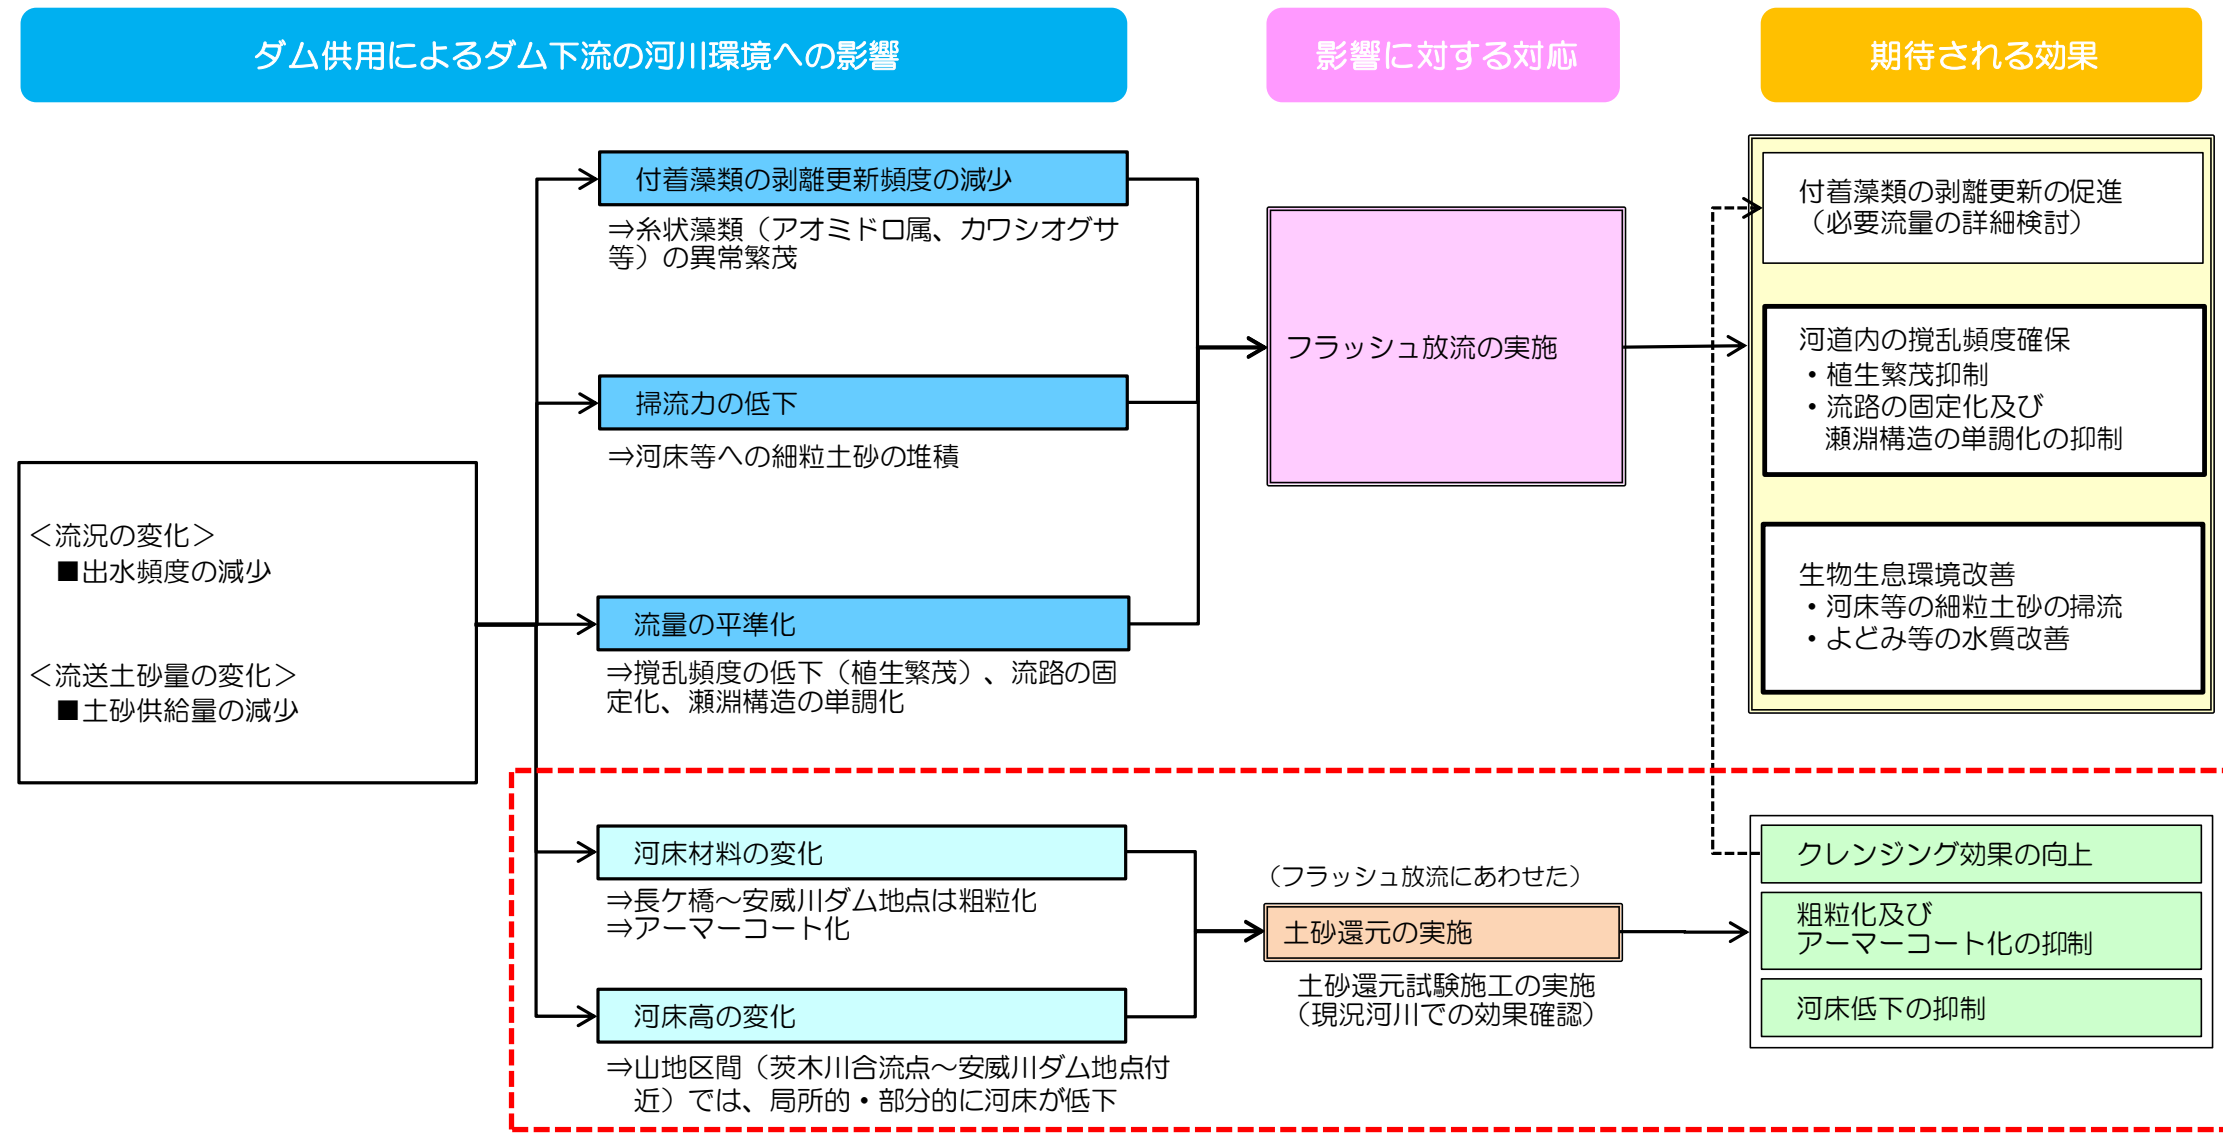 ダム供用によるダム下流の河川環境への影響
影響に対する対応
期待される効果
＜流況の変化＞
■出水頻度の減少
＜流送土砂量の変化＞
■土砂供給量の減少
付着藻類の剥離更新頻度の減少
⇒糸状藻類（アオミドロ属、カワシオグサ
等）の異常繁茂
掃流力の低下
⇒河床等への細粒土砂の堆積
流量の平準化
⇒撹乱頻度の低下（植生繁茂）、流路の固
定化、瀬淵構造の単調化
河床材料の変化
⇒長ケ橋～安威川ダム地点は粗粒化
⇒アーマーコート化
河床高の変化
⇒山地区間（茨木川合流点～安威川ダム地点付
近）では、局所的・部分的に河床が低下
フラッシュ放流の実施
（フラッシュ放流にあわせた）
土砂還元の実施
土砂還元試験施工の実施
（現況河川での効果確認）
付着藻類の剥離更新の促進
（必要流量の詳細検討）
河道内の撹乱頻度確保
・植生繁茂抑制
・流路の固定化及び
瀬淵構造の単調化の抑制
生物生息環境改善
・河床等の細粒土砂の掃流
・よどみ等の水質改善
クレンジング効果の向上
粗粒化及び
アーマーコート化の抑制
河床低下の抑制